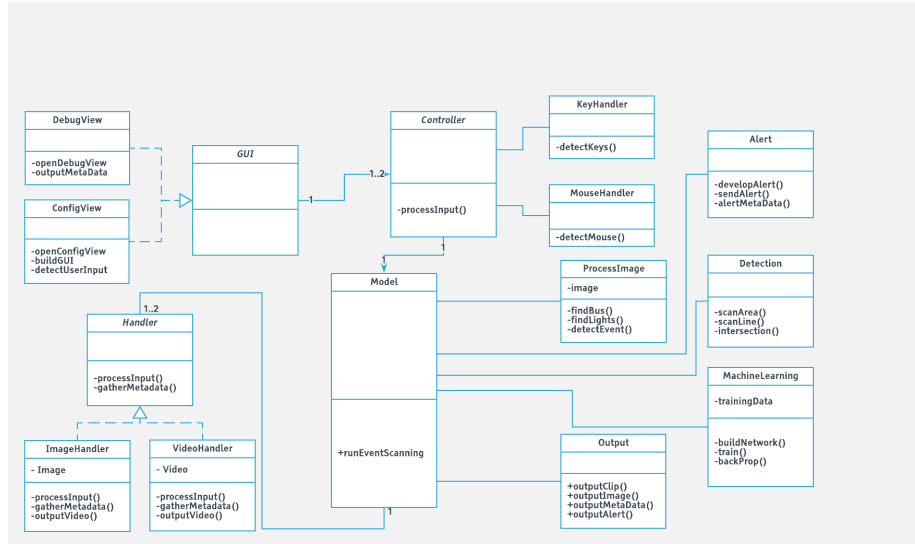 DebugView
-openDebugView
-outputMetaData
ConfigView
-openConfigView
-buildGUI
-detectUserInput
GUI
1
1..2
Controller
-processInput()
1
1
KeyHandler
-detectKeys()
MouseHandler
-detectMouse()
Alert
-developAlert()
-sendAlert()
-alertMetaData()
ProcessImage
-image
-findBus()
-findLights()
-detectEvent()
Detection
-scanArea()
-scanLine()
-intersection()
Model
+runEventScanning
1
1..2
Handler
-processInput()
-gatherMetadata()
MachineLearning
-trainingData
-buildNetwork()
-train()
-backProp()
ImageHandler
- Image
-processInput()
-gatherMetadata()
-outputVideo()
VideoHandler
- Video
-processInput()
-gatherMetadata()
-outputVideo()
Output
+outputClip()
+outputImage()
+outputMetaData()
+outputAlert()